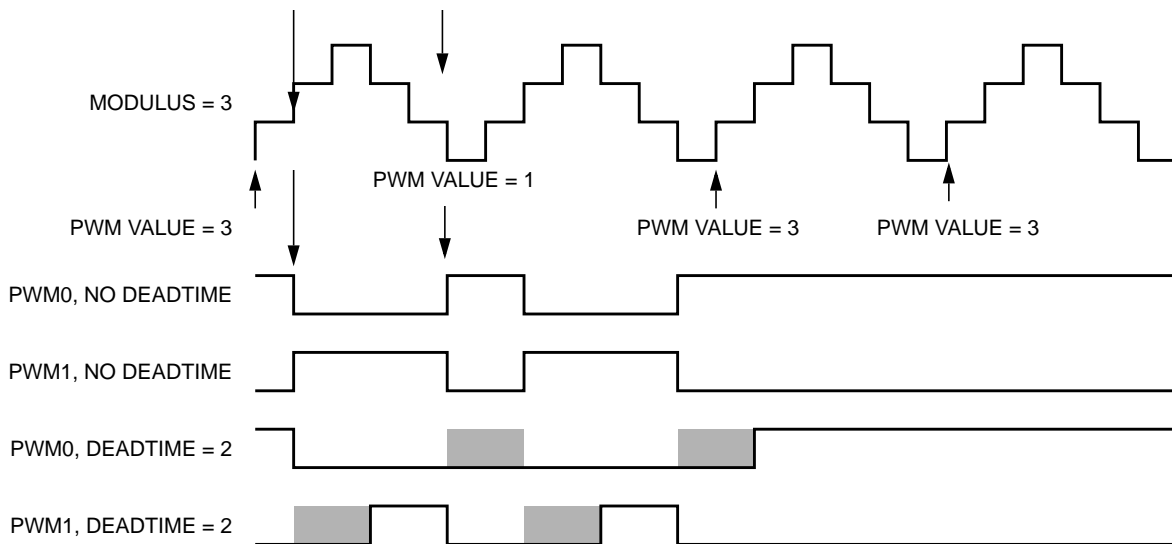 MODULUS = 3
PWM VALUE = 1
PWM VALUE = 3
PWM VALUE = 3
PWM VALUE = 3
PWM0, NO DEADTIME
PWM1, NO DEADTIME
PWM0, DEADTIME = 2
PWM1, DEADTIME = 2